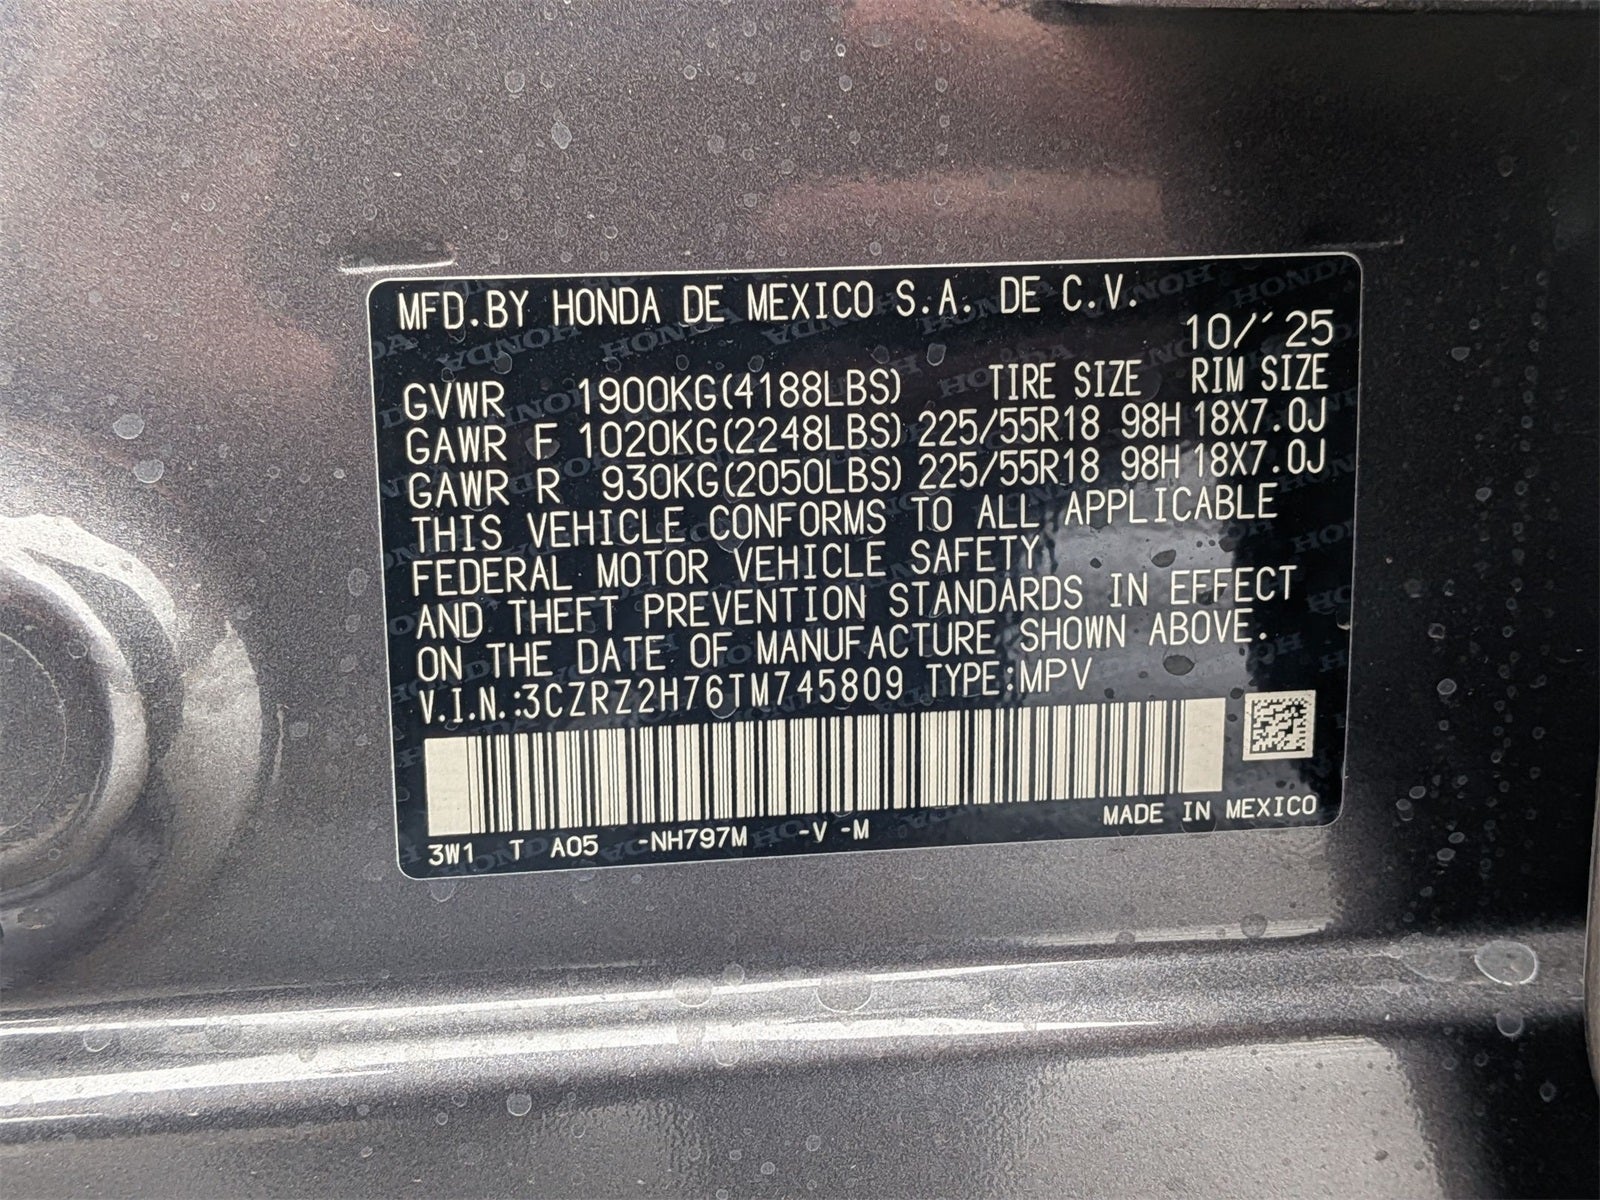 MFD.BY HONDA DE MEXICO S.A. DE C.V.
10/'25
GVWR 1900KG(4188LBS) TIRE SIZE RIM SIZE
GAWR F 1020KG(2248LBS) 225/55R18 98H 18X7.0J
GAWR R 930KG(2050LBS) 225/55R18 98H 18X7.0J
THIS VEHICLE CONFORMS TO ALL APPLICABLE
FEDERAL MOTOR VEHICLE SAFETY
AND THEFT PREVENTION STANDARDS IN EFFECT
ON THE DATE OF MANUFACTURE SHOWN ABOVE.
V.I.N.:3CZRZ2H76TM745809 TYPE:MPV
MADE IN MEXICO
3W1 T A05 -NH797M -V -M